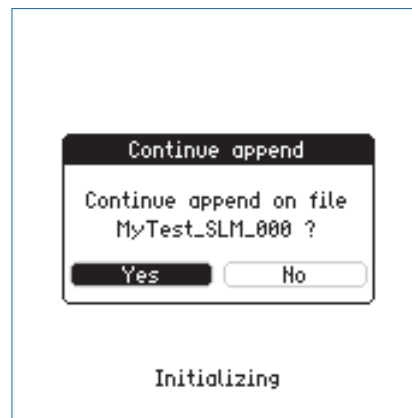 Continue append
Continue append on file
MyTest_SLM_000 ?
Yes
No
Initializing